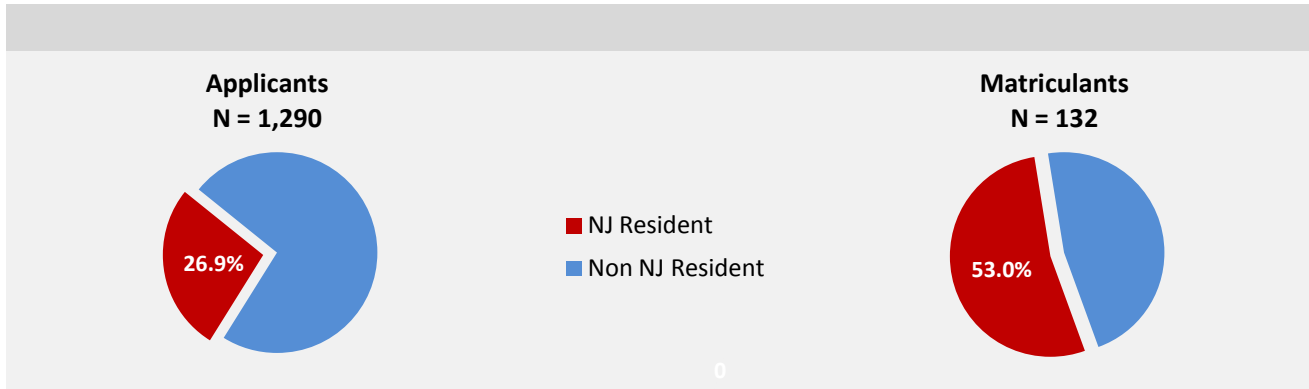 Applicants
N = 1,290
Matriculants
N = 132
26.9%
NJ Resident
Non NJ Resident
53.0%
0